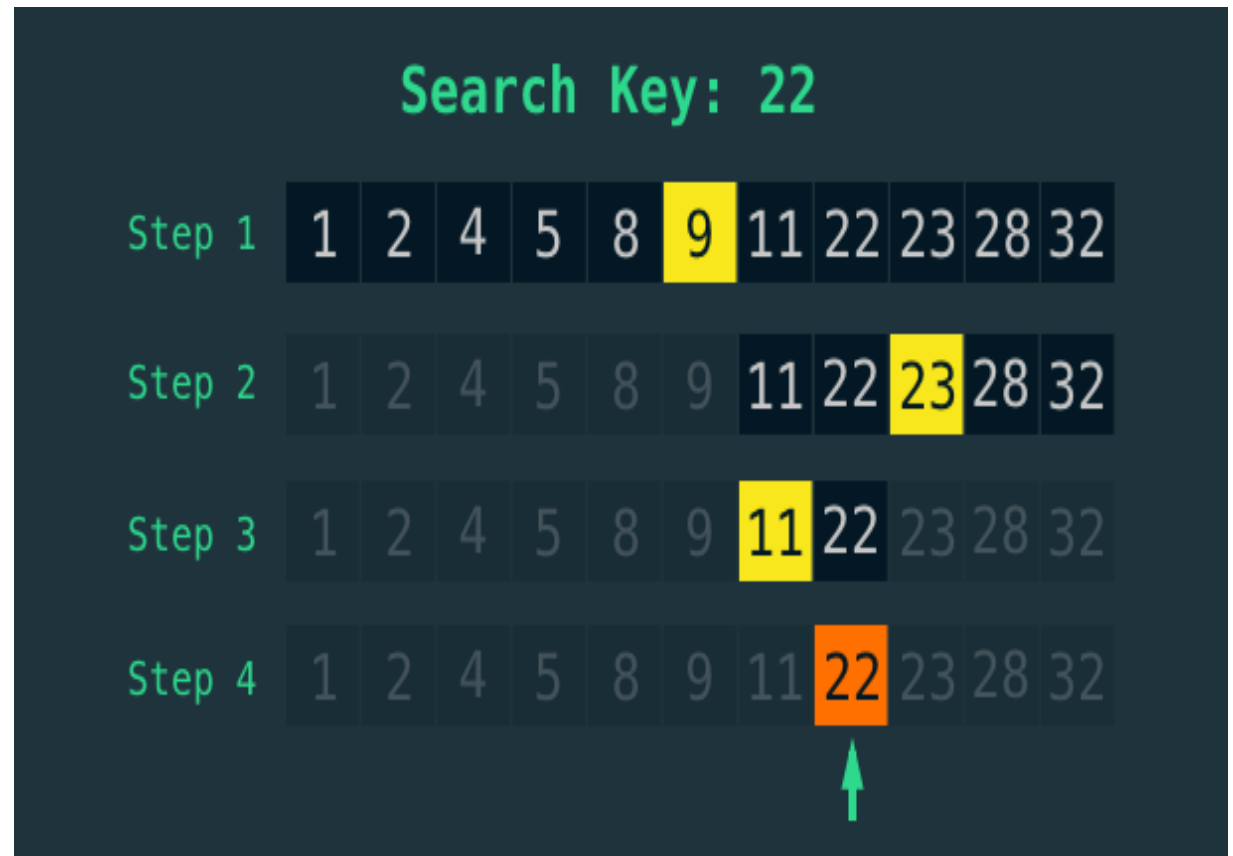 Search Key: 22
Step 1 1 2 4 5 8 9 11 22 23 28 32
Step 2 1 2 4 5 8 9 11 22 23 28 32
Step 3 1 2 4 5 8 9 11 22 23 28 32
Step 4 1 2 4 5 8 9 11 22 23 28 32